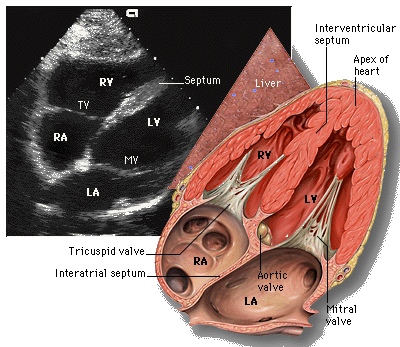 RV
Septum
TV
LV
RA
MV
LA
Interventricular
septum
Apex of
heart
Liver
RV
LV
Tricuspid valve
RA
Interatrial septum
Aortic
valve
LA
Mitral
valve